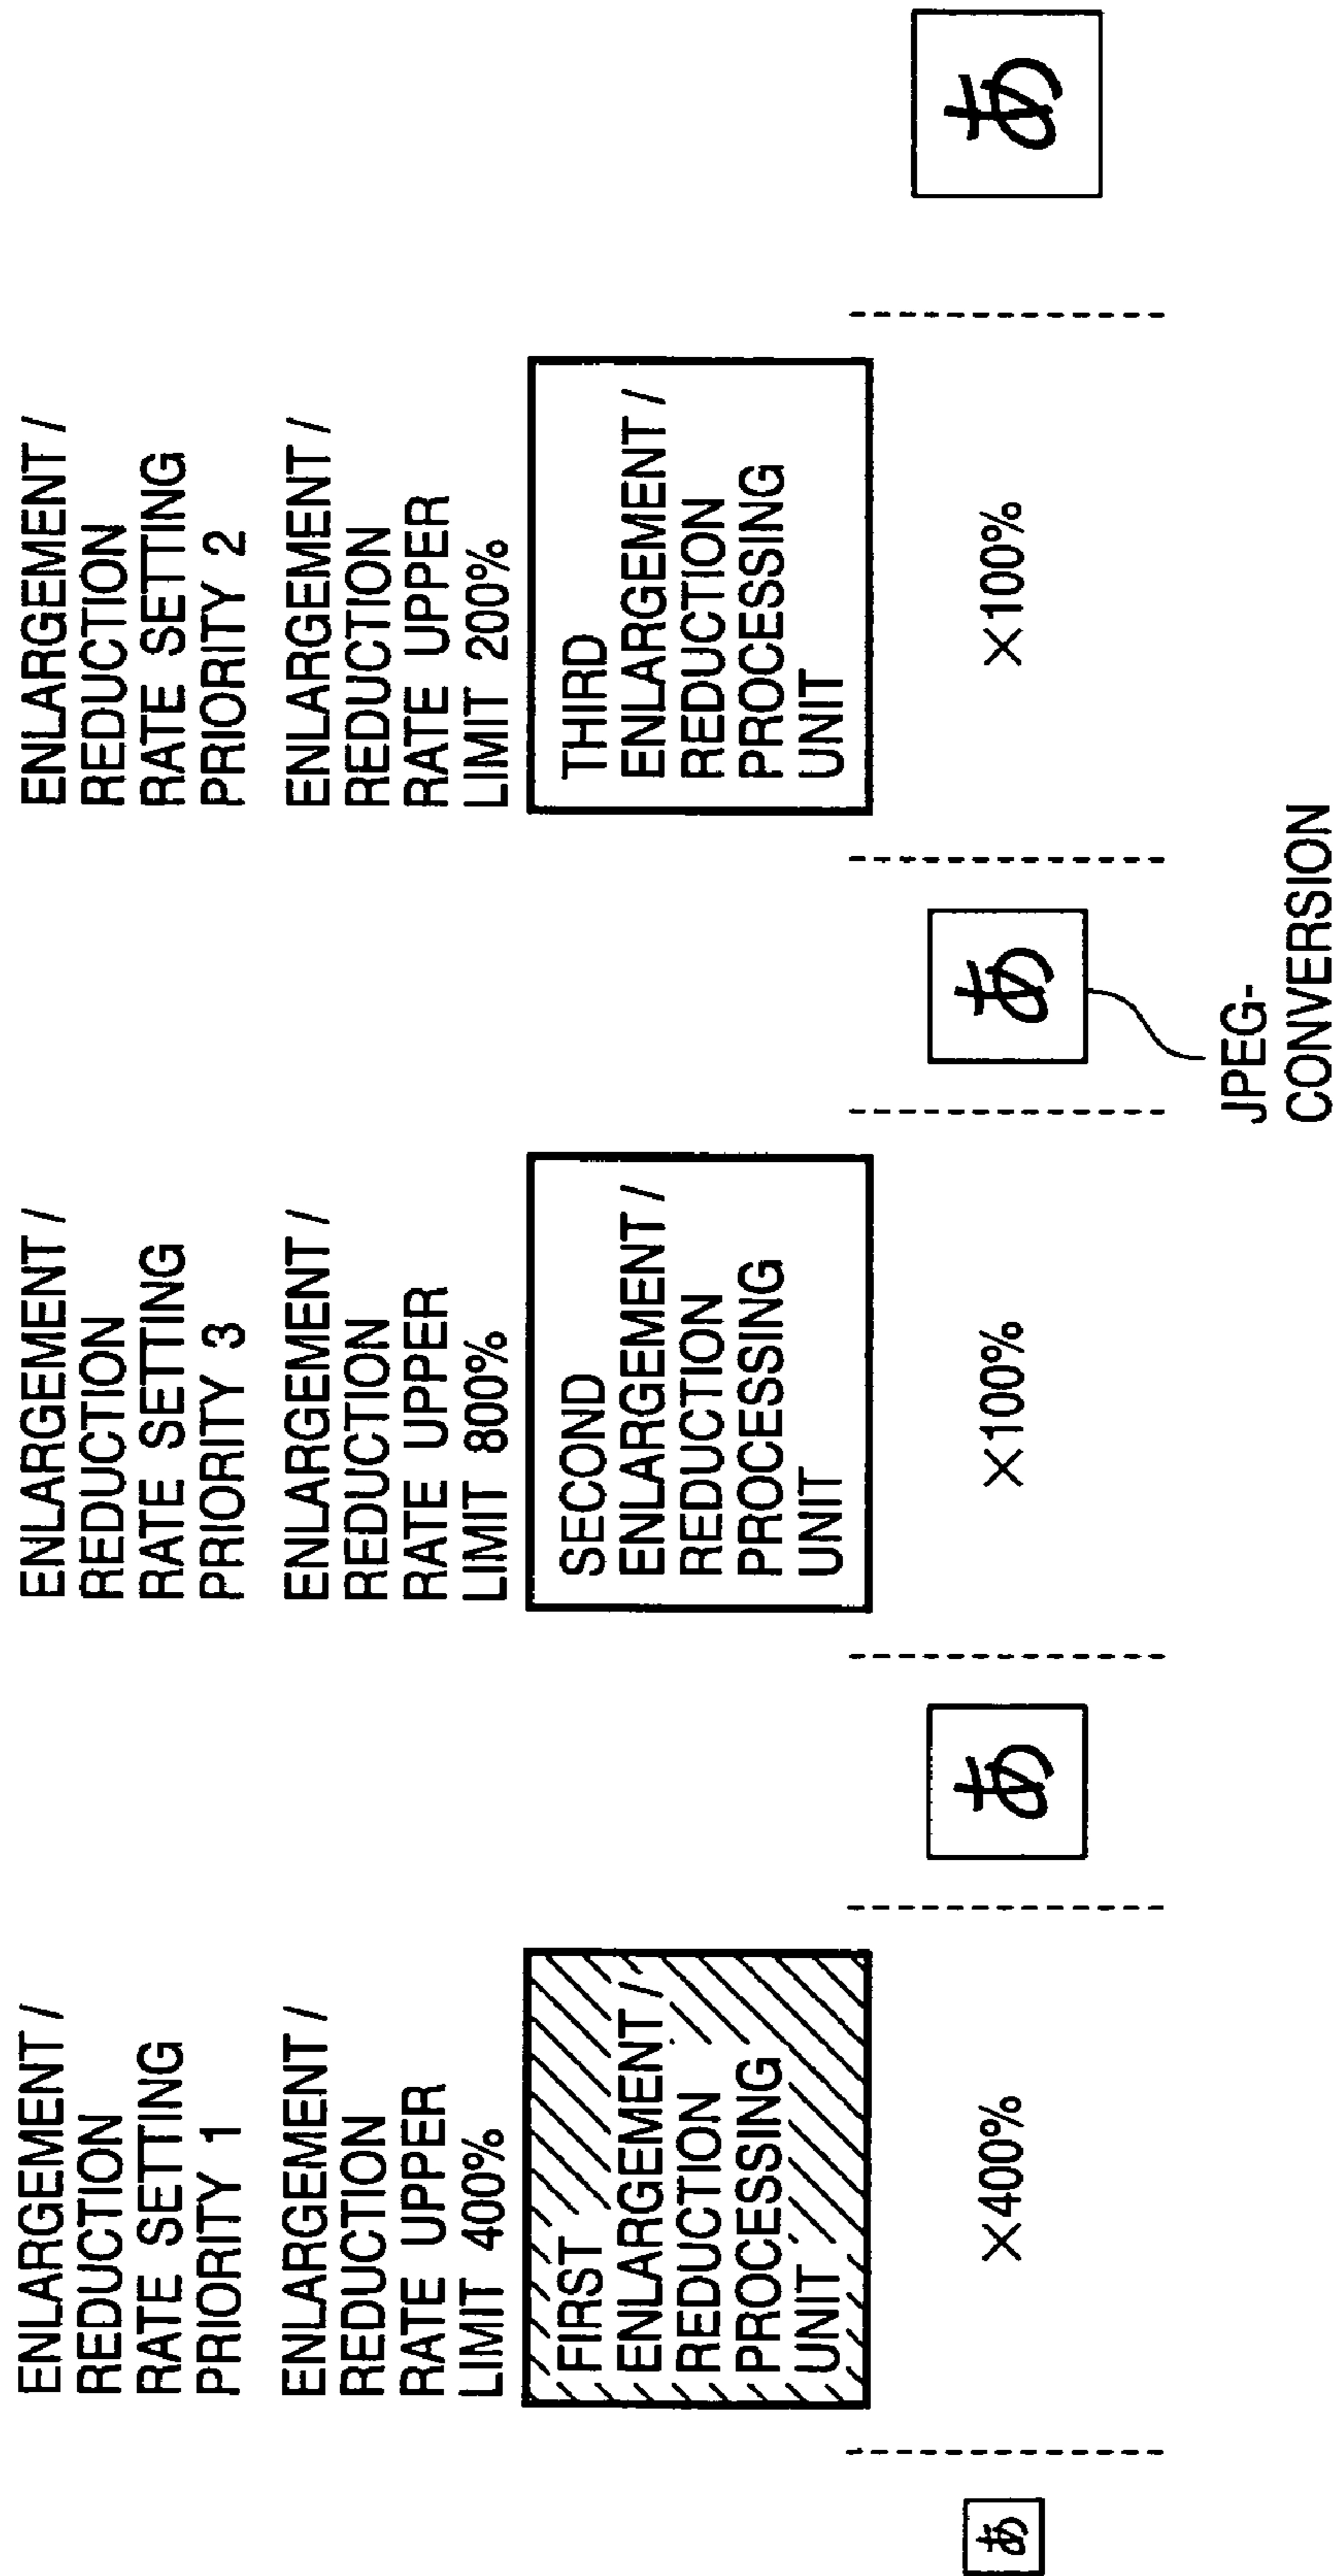 ENLARGEMENT /
REDUCTION
RATE SETTING
PRIORITY 1
ENLARGEMENT /
REDUCTION
RATE UPPER
LIMIT 400%
FIRST
ENLARGEMENT /
REDUCTION
PROCESSING
UNIT
あ
×400%
あ
ENLARGEMENT /
REDUCTION
RATE SETTING
PRIORITY 3
ENLARGEMENT /
REDUCTION
RATE UPPER
LIMIT 800%
SECOND
ENLARGEMENT /
REDUCTION
PROCESSING
UNIT
×100%
あ
JPEG-
CONVERSION
ENLARGEMENT /
REDUCTION
RATE SETTING
PRIORITY 2
ENLARGEMENT /
REDUCTION
RATE UPPER
LIMIT 200%
THIRD
ENLARGEMENT /
REDUCTION
PROCESSING
UNIT
×100%
あ